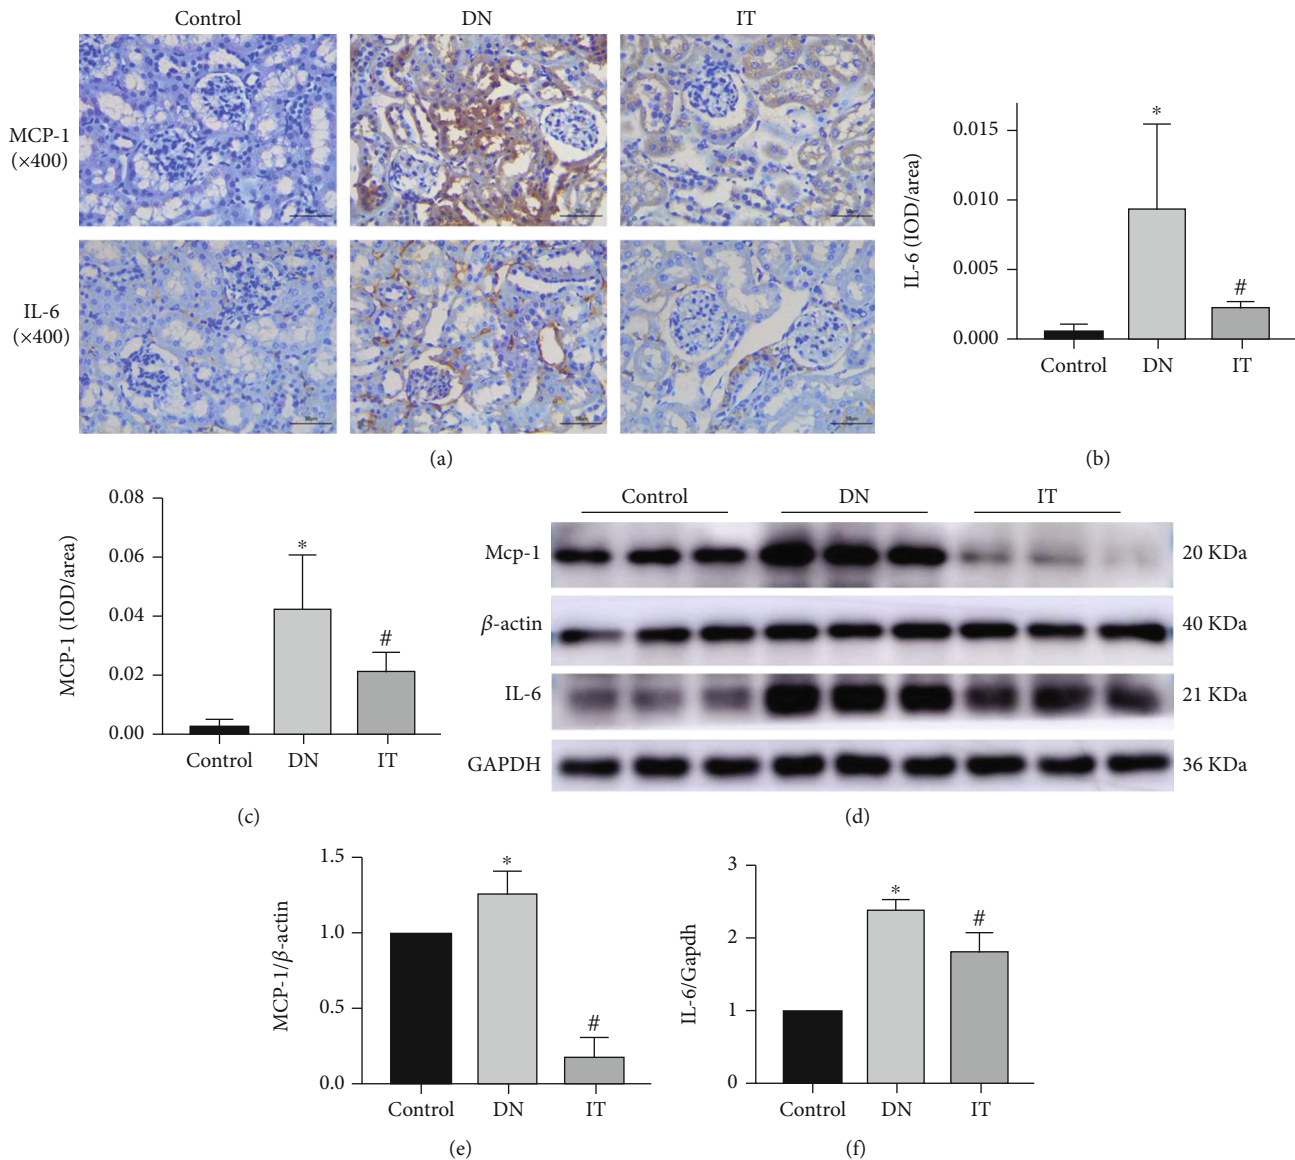 Control DN IT
MCP-1
(×400)
IL-6
(×400)
(a)
IL-6 (IOD/area)
0.015
0.010
0.005
0.000
* #
Control DN IT
(b)
MCP-1 (IOD/area)
0.08
0.06
0.04
0.02
0.00
* #
Control DN IT
(c)
Control DN IT
Mcp-1 20 KDa
β-actin 40 KDa
IL-6 21 KDa
GAPDH 36 KDa
(d)
MCP-1/β-actin
1.5
1.0
0.5
0.0
* #
Control DN IT
(e)
IL-6/Gapdh
3
2
1
0
* #
Control DN IT
(f)